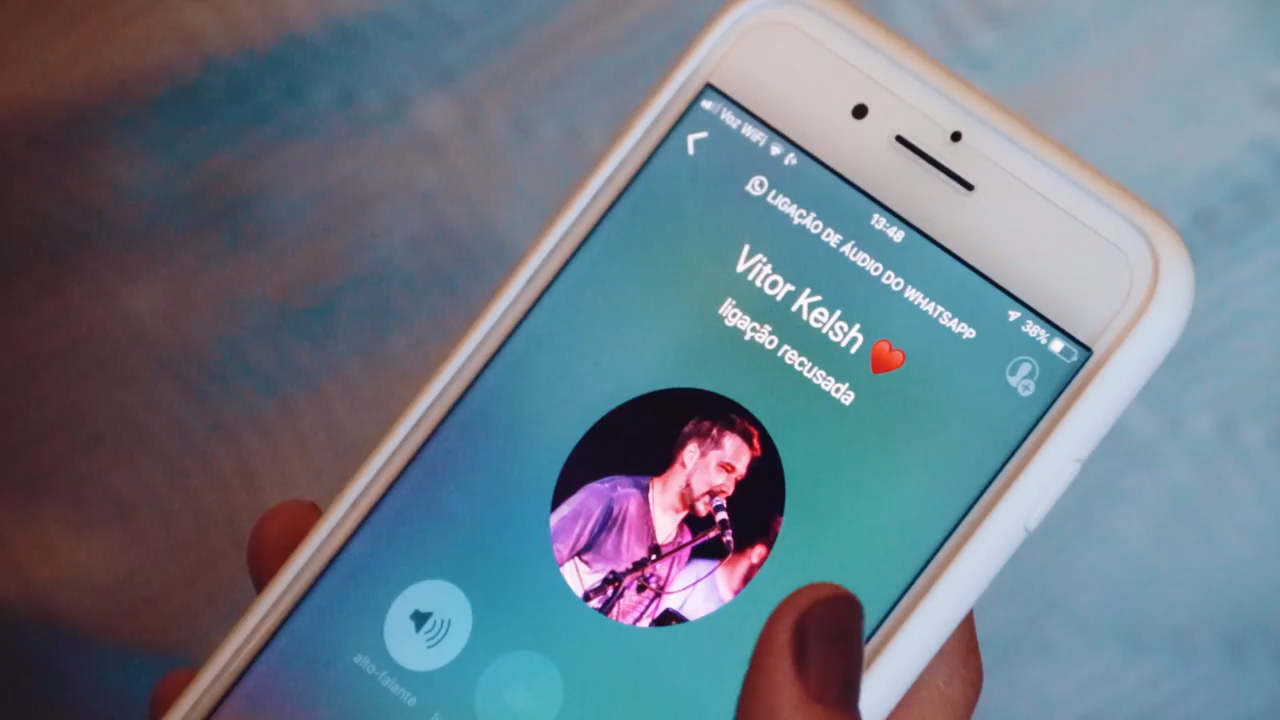 Voz WiFi
13:48
38%
LIGAÇÃO DE ÁUDIO DO WHATSAPP
Vitor Kelsh ❤️
ligação recusada
alto-falante